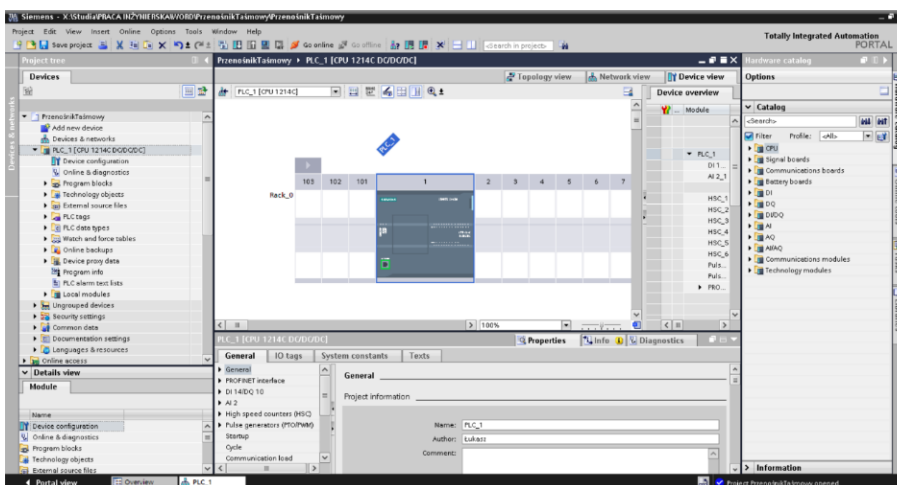 Siemens - X:\Studia\PRACA INŻYNIERSKA\WORD\PrzenośnikTaśmowy\PrzenośnikTaśmowy
Project Edit View Insert Online Options Tools Window Help
Save project
Go online
Go offline
<Search in project>
Totally Integrated Automation
PORTAL
Project tree
Devices
Devices & networks
PrzenośnikTaśmowy
Add new device
Devices & networks
PLC_1 [CPU 1214C DC/DC/DC]
Device configuration
Online & diagnostics
Program blocks
Technology objects
External source files
PLC tags
PLC data types
Watch and force tables
Online backups
Device proxy data
Program info
PLC alarm text lists
Local modules
Ungrouped devices
Security settings
Common data
Documentation settings
Languages & resources
Online access
Details view
Module
Name
Device configuration
Online & diagnostics
Program blocks
Technology objects
External source files
PrzenośnikTaśmowy PLC_1 [CPU 1214C DC/DC/DC]
Topology view
Network view
Device view
PLC_1 [CPU 1214C]
PLC_1
103 102 101 1 2 3 4 5 6 7
Rack_0
100%
Device overview
... Module
PLC_1
DI 1...
AI 2_1
HSC_1
HSC_2
HSC_3
HSC_4
HSC_5
HSC_6
Puls...
Puls...
PRO...
PLC_1 [CPU 1214C DC/DC/DC]
Properties
Info
Diagnostics
General
IO tags
System constants
Texts
General
PROFINET interface
DI 14/DQ 10
AI 2
High speed counters (HSC)
Pulse generators (PTO/PWM)
Startup
Cycle
Communication load
General
Project information
Name: PLC_1
Author: Łukasz
Comment:
Hardware catalog
Options
Catalog
<Search>
Filter
Profile: <All>
CPU
Signal boards
Communications boards
Battery boards
DI
DQ
DI/DQ
AI
AQ
AI/AQ
Communications modules
Technology modules
Information
Portal view
Overview
PLC_1
Project PrzenośnikTaśmowy opened.